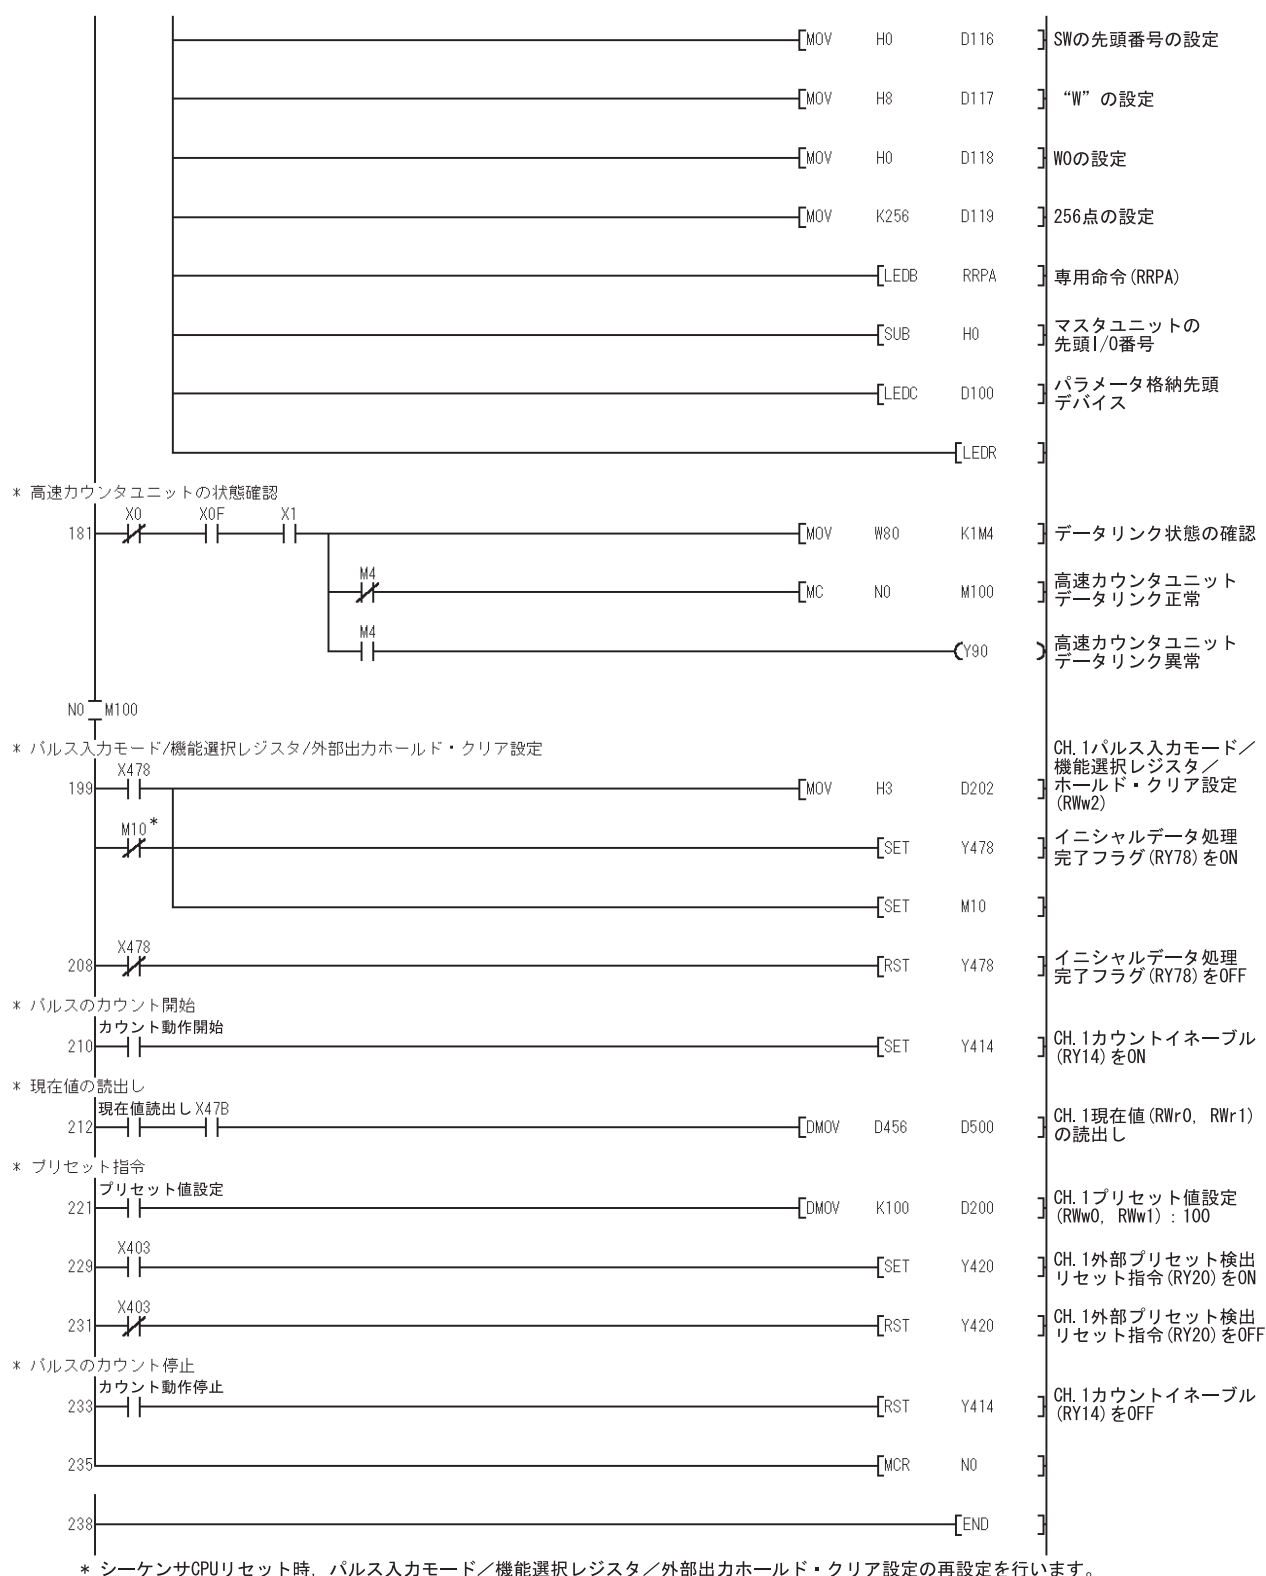 MOV H0 D116 SWの先頭番号の設定
MOV H8 D117 “W”の設定
MOV H0 D118 W0の設定
MOV K256 D119 256点の設定
LEDB RRPA 専用命令(RRPA)
SUB H0 マスタユニットの
先頭I/O番号
LEDC D100 パラメータ格納先頭
デバイス
LEDR
* 高速カウンタユニットの状態確認
X0 X0F X1
181 MOV W80 K1M4 データリンク状態の確認
M4
MC N0 M100 高速カウンタユニット
データリンク正常
M4
Y90 高速カウンタユニット
データリンク異常
N0 M100
* パルス入力モード/機能選択レジスタ/外部出力ホールド・クリア設定
X478
199 MOV H3 D202 CH.1パルス入力モード／
機能選択レジスタ／
ホールド・クリア設定
(RWw2)
M10*
SET Y478 イニシャルデータ処理
完了フラグ(RY78)をON
SET M10
X478
208 RST Y478 イニシャルデータ処理
完了フラグ(RY78)をOFF
* パルスのカウント開始
カウント動作開始
210 SET Y414 CH.1カウントイネーブル
(RY14)をON
* 現在値の読出し
現在値読出し X47B
212 DMOV D456 D500 CH.1現在値(RWr0, RWr1)
の読出し
* プリセット指令
プリセット値設定
221 DMOV K100 D200 CH.1プリセット値設定
(RWw0, RWw1) : 100
X403
229 SET Y420 CH.1外部プリセット検出
リセット指令(RY20)をON
X403
231 RST Y420 CH.1外部プリセット検出
リセット指令(RY20)をOFF
* パルスのカウント停止
カウント動作停止
233 RST Y414 CH.1カウントイネーブル
(RY14)をOFF
235 MCR N0
238 END
* シーケンサCPUリセット時, パルス入力モード／機能選択レジスタ／外部出力ホールド・クリア設定の再設定を行います。